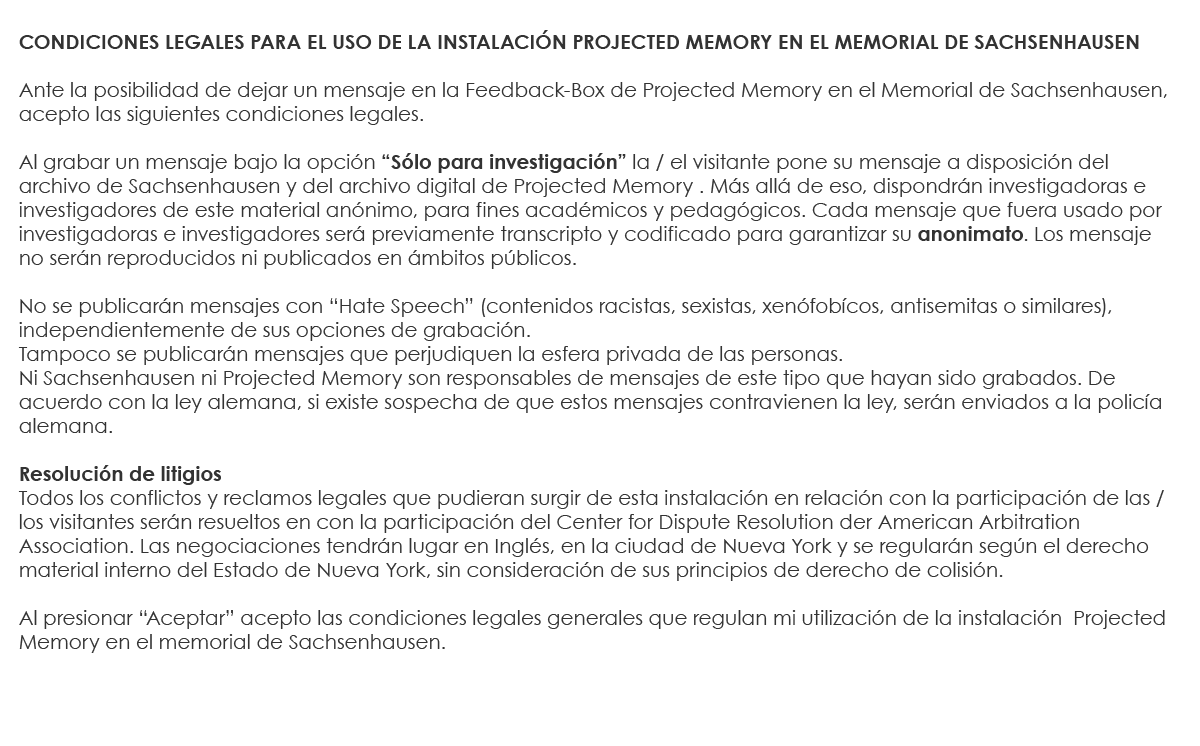 CONDICIONES LEGALES PARA EL USO DE LA INSTALACIÓN PROJECTED MEMORY EN EL MEMORIAL DE SACHSENHAUSEN
Ante la posibilidad de dejar un mensaje en la Feedback-Box de Projected Memory en el Memorial de Sachsenhausen,
acepto las siguientes condiciones legales.
Al grabar un mensaje bajo la opción “Sólo para investigación” la / el visitante pone su mensaje a disposición del
archivo de Sachsenhausen y del archivo digital de Projected Memory . Más allá de eso, dispondrán investigadoras e
investigadores de este material anónimo, para fines académicos y pedagógicos. Cada mensaje que fuera usado por
investigadoras e investigadores será previamente transcripto y codificado para garantizar su anonimato. Los mensaje
no serán reproducidos ni publicados en ámbitos públicos.
No se publicarán mensajes con “Hate Speech” (contenidos racistas, sexistas, xenófobícos, antisemitas o similares),
independientemente de sus opciones de grabación.
Tampoco se publicarán mensajes que perjudiquen la esfera privada de las personas.
Ni Sachsenhausen ni Projected Memory son responsables de mensajes de este tipo que hayan sido grabados. De
acuerdo con la ley alemana, si existe sospecha de que estos mensajes contravienen la ley, serán enviados a la policía
alemana.
Resolución de litigios
Todos los conflictos y reclamos legales que pudieran surgir de esta instalación en relación con la participación de las /
los visitantes serán resueltos en con la participación del Center for Dispute Resolution der American Arbitration
Association. Las negociaciones tendrán lugar en Inglés, en la ciudad de Nueva York y se regularán según el derecho
material interno del Estado de Nueva York, sin consideración de sus principios de derecho de colisión.
Al presionar “Aceptar” acepto las condiciones legales generales que regulan mi utilización de la instalación  Projected
Memory en el memorial de Sachsenhausen.